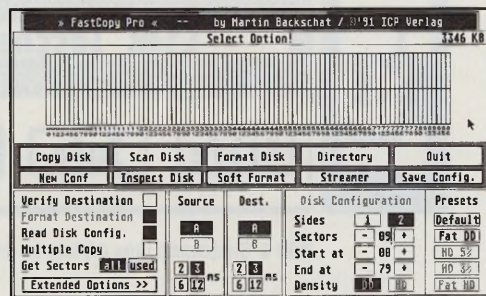 » FastCopy Pro « -- by Martin Backschat / '91 ICP Verlag
Select Option! 3346 KB
Copy Disk Scan Disk Format Disk Directory Quit
New Conf Inspect Disk Soft Format Streamer Save Config.
Verify Destination
Format Destination
Read Disk Config.
Multiple Copy
Get Sectors all used
Extended Options >>
Source
A
B
2 3
6 12 ms
Dest.
A
B
2 3
6 12 ms
Disk Configuration
Sides 1 2
Sectors - 09 +
Start at - 00 +
End at - 79 +
Density DD HD
Presets
Default
Fat DD
HD 5¼
HD 3½
Fat HD